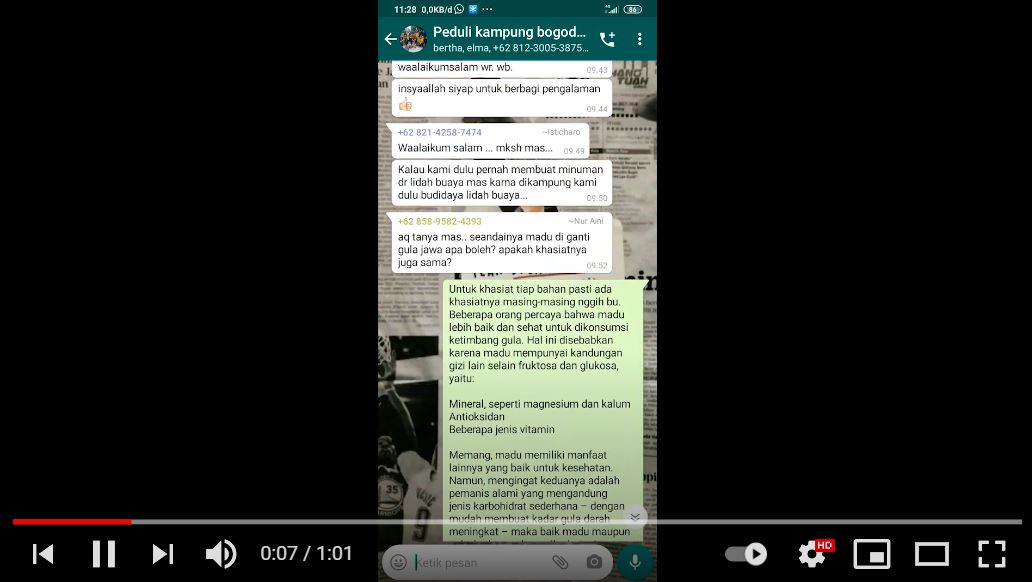 11:28 0,0KB/d ... 86
Peduli kampung bogod...
bertha, elma, +62 812-3005-3875...
waalaikumsalam wr. wb.
09.43
insyaallah siyap untuk berbagi pengalaman
👍🏻
09.44
+62 821-4258-7474 ~Isticharo
Waalaikum salam ... mksh mas... 09.49
Kalau kami dulu pernah membuat minuman
dr lidah buaya mas karna dikampung kami
dulu budidaya lidah buaya...
09.50
+62 858-9582-4393 ~Nur Aini
aq tanya mas.. seandainya madu di ganti
gula jawa apa boleh? apakah khasiatnya
juga sama?
09.52
Untuk khasiat tiap bahan pasti ada
khasiatnya masing-masing nggih bu.
Beberapa orang percaya bahwa madu
lebih baik dan sehat untuk dikonsumsi
ketimbang gula. Hal ini disebabkan
karena madu mempunyai kandungan
gizi lain selain fruktosa dan glukosa,
yaitu:
Mineral, seperti magnesium dan kalum
Antioksidan
Beberapa jenis vitamin
Memang, madu memiliki manfaat
lainnya yang baik untuk kesehatan.
Namun, mengingat keduanya adalah
pemanis alami yang mengandung
jenis karbohidrat sederhana – dengan
mudah membuat kadar gula darah
meningkat – maka baik madu maupun
Ketik pesan
0:07 / 1:01
HD